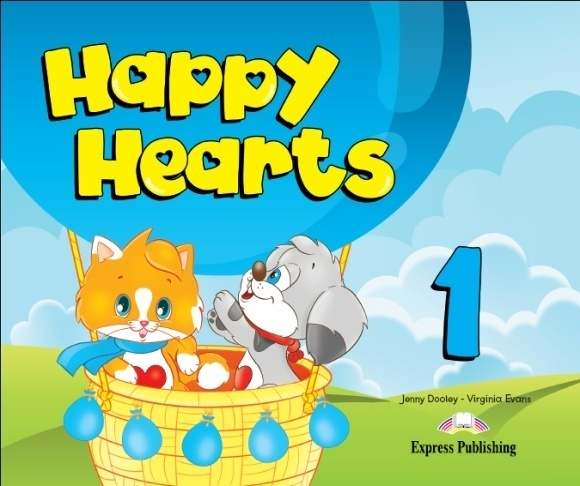 Happy
Hearts
1
Jenny Dooley - Virginia Evans
Express Publishing